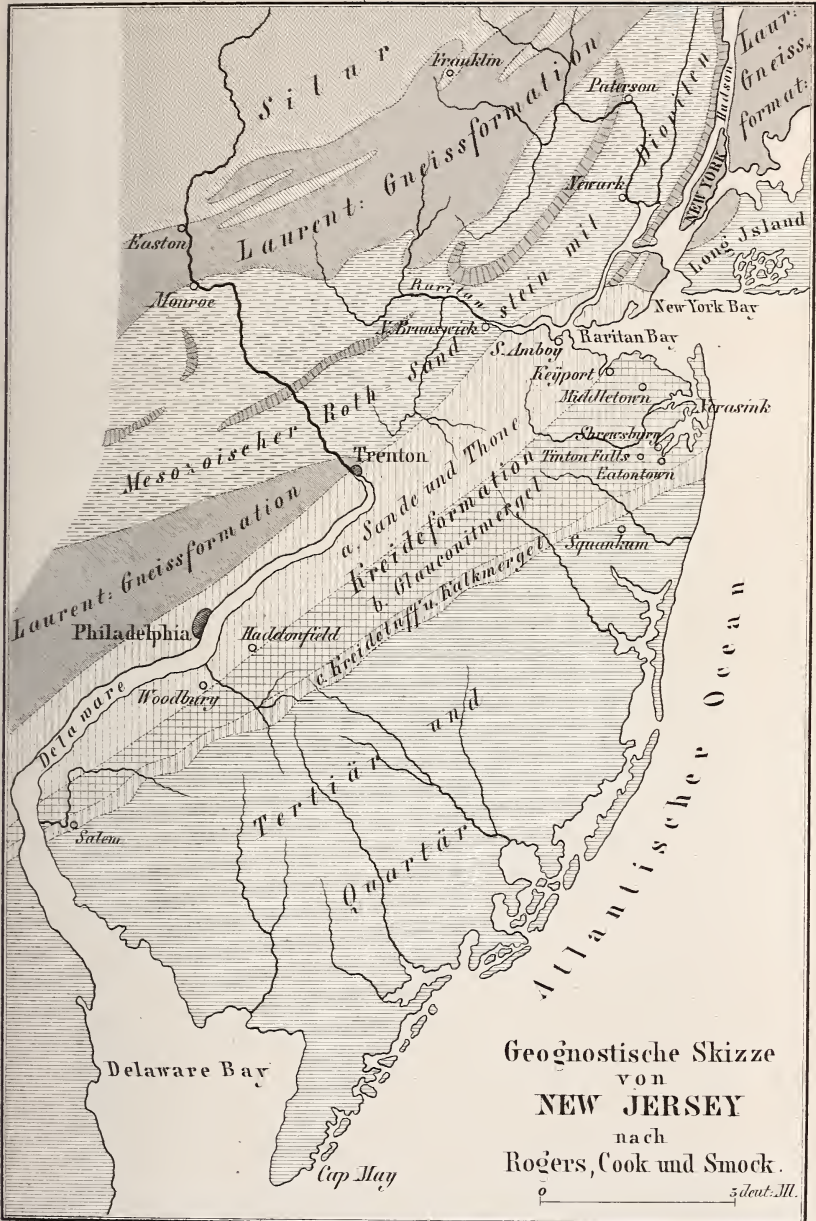 Silur
Franklin
Paterson
Hudson
Laur:
Gneiss-
format:
Laurent: Gneissformation
Newark
NEW YORK
Long Jsland
Easton
Monroe
Raritan
New York Bay
N. Brunswick
S. Amboy
Raritan Bay
Mesozoischer Roth-Sand stein mit Dioriten
Keyport
Middletown
Shrewsbury
Tinton Falls
Eatontown
Trenton
a, Sande und Thone
Kreideformation
b. Glauconitmergel
c. Kreidetuff u. Kalkmergel
Squankum
Laurent: Gneissformation
Philadelphia
Haddonfield
Woodbury
Delaware
Tertiär und
Quartär
Salem
Atlantischer Ocean
Delaware Bay
Cap May
Geognostische Skizze
von
NEW JERSEY
nach
Rogers, Cook und Smock.
0 5 deut: M.